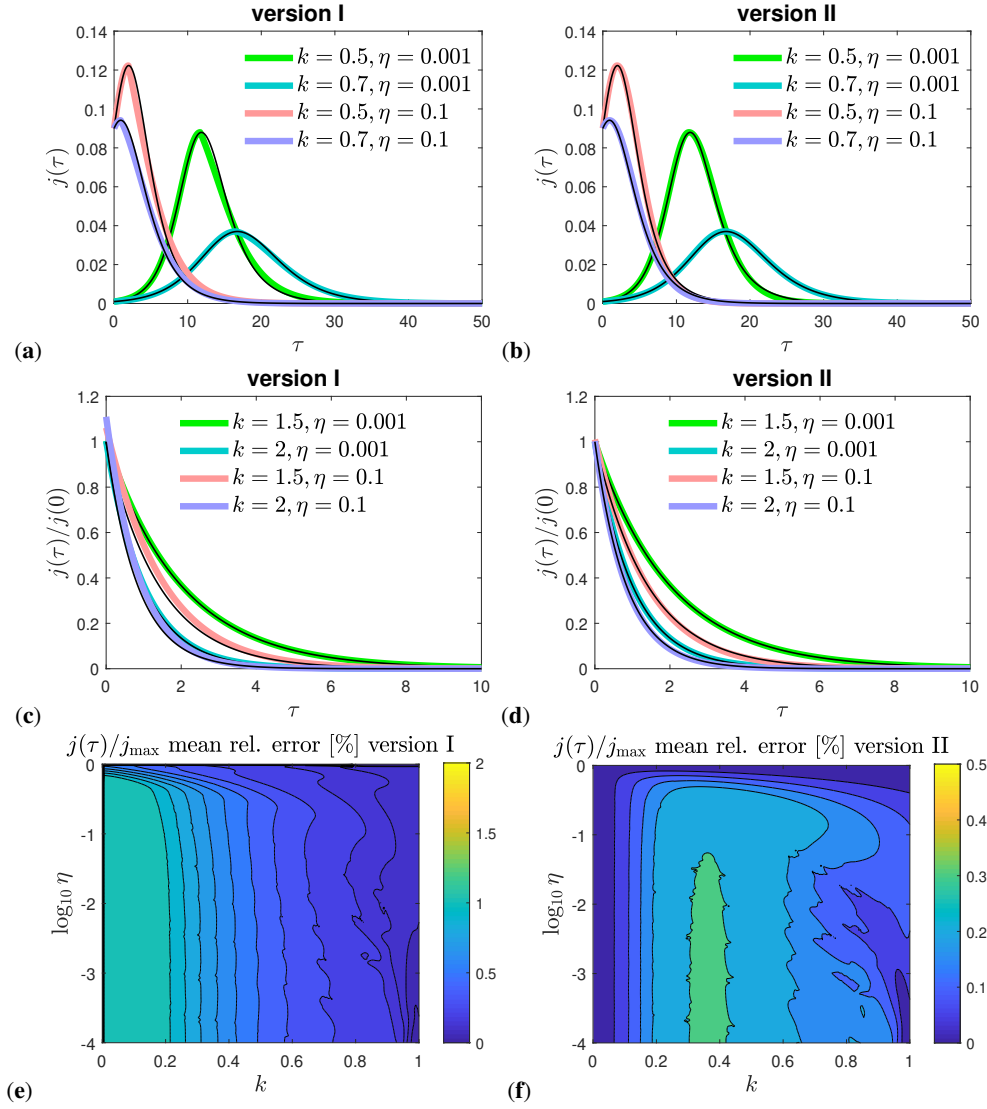 version I
0.14
0.12
0.1
0.08
0.06
0.04
0.02
0
j(τ)
k = 0.5, η = 0.001
k = 0.7, η = 0.001
k = 0.5, η = 0.1
k = 0.7, η = 0.1
0 10 20 30 40 50
τ
(a)
version II
0.14
0.12
0.1
0.08
0.06
0.04
0.02
0
j(τ)
k = 0.5, η = 0.001
k = 0.7, η = 0.001
k = 0.5, η = 0.1
k = 0.7, η = 0.1
0 10 20 30 40 50
τ
(b)
version I
1.2
1
0.8
0.6
0.4
0.2
0
j(τ)/j(0)
k = 1.5, η = 0.001
k = 2, η = 0.001
k = 1.5, η = 0.1
k = 2, η = 0.1
0 2 4 6 8 10
τ
(c)
version II
1.2
1
0.8
0.6
0.4
0.2
0
j(τ)/j(0)
k = 1.5, η = 0.001
k = 2, η = 0.001
k = 1.5, η = 0.1
k = 2, η = 0.1
0 2 4 6 8 10
τ
(d)
j(τ)/jmax mean rel. error [%] version I
0
-1
-2
-3
-4
log10 η
0 0.2 0.4 0.6 0.8 1
k
2
1.5
1
0.5
0
(e)
j(τ)/jmax mean rel. error [%] version II
0
-1
-2
-3
-4
log10 η
0 0.2 0.4 0.6 0.8 1
k
0.5
0.4
0.3
0.2
0.1
0
(f)